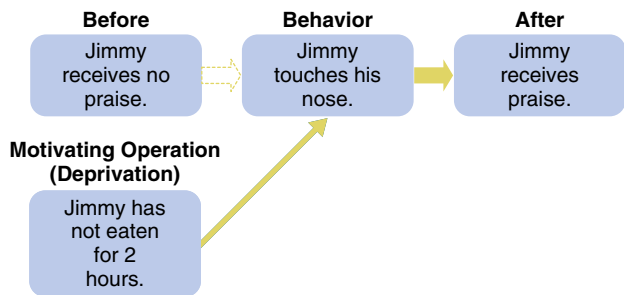 Before
Jimmy
receives no
praise.
Behavior
Jimmy
touches his
nose.
After
Jimmy
receives
praise.
Motivating Operation
(Deprivation)
Jimmy has
not eaten
for 2
hours.